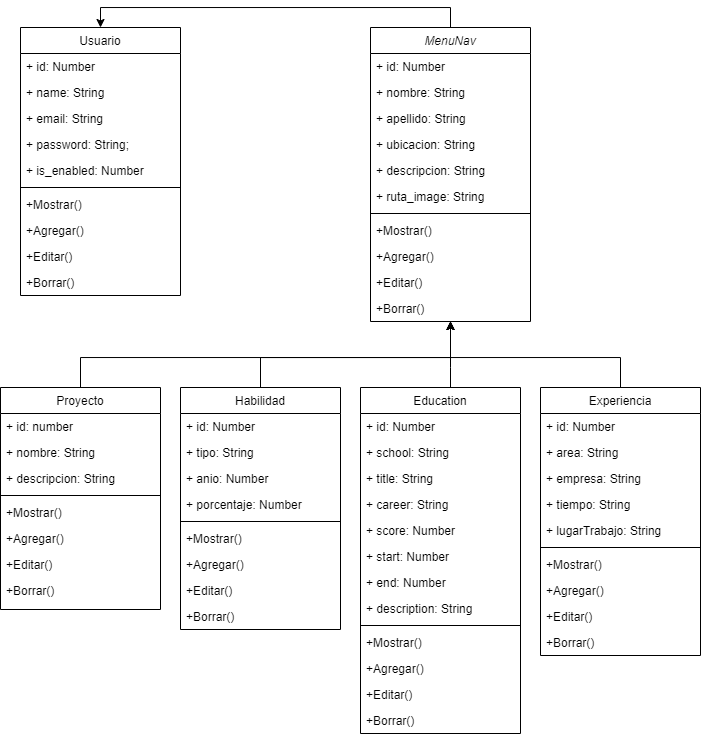 Usuario
+ id: Number
+ name: String
+ email: String
+ password: String;
+ is_enabled: Number
+Mostrar()
+Agregar()
+Editar()
+Borrar()
MenuNav
+ id: Number
+ nombre: String
+ apellido: String
+ ubicacion: String
+ descripcion: String
+ ruta_image: String
+Mostrar()
+Agregar()
+Editar()
+Borrar()
Proyecto
+ id: number
+ nombre: String
+ descripcion: String
+Mostrar()
+Agregar()
+Editar()
+Borrar()
Habilidad
+ id: Number
+ tipo: String
+ anio: Number
+ porcentaje: Number
+Mostrar()
+Agregar()
+Editar()
+Borrar()
Education
+ id: Number
+ school: String
+ title: String
+ career: String
+ score: Number
+ start: Number
+ end: Number
+ description: String
+Mostrar()
+Agregar()
+Editar()
+Borrar()
Experiencia
+ id: Number
+ area: String
+ empresa: String
+ tiempo: String
+ lugarTrabajo: String
+Mostrar()
+Agregar()
+Editar()
+Borrar()